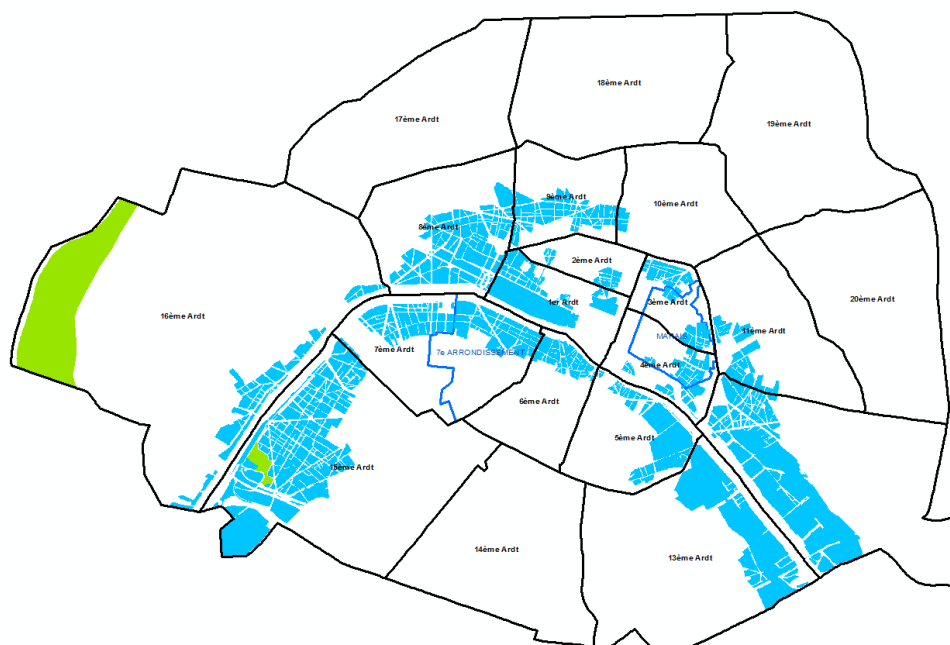 18ème Ardt
17ème Ardt
19ème Ardt
9ème Ardt
10ème Ardt
8ème Ardt
2ème Ardt
1er Ardt
3ème Ardt
20ème Ardt
16ème Ardt
11ème Ardt
MARAIS
7ème Ardt
7e ARRONDISSEMENT
4ème Ardt
6ème Ardt
5ème Ardt
15ème Ardt
14ème Ardt
13ème Ardt